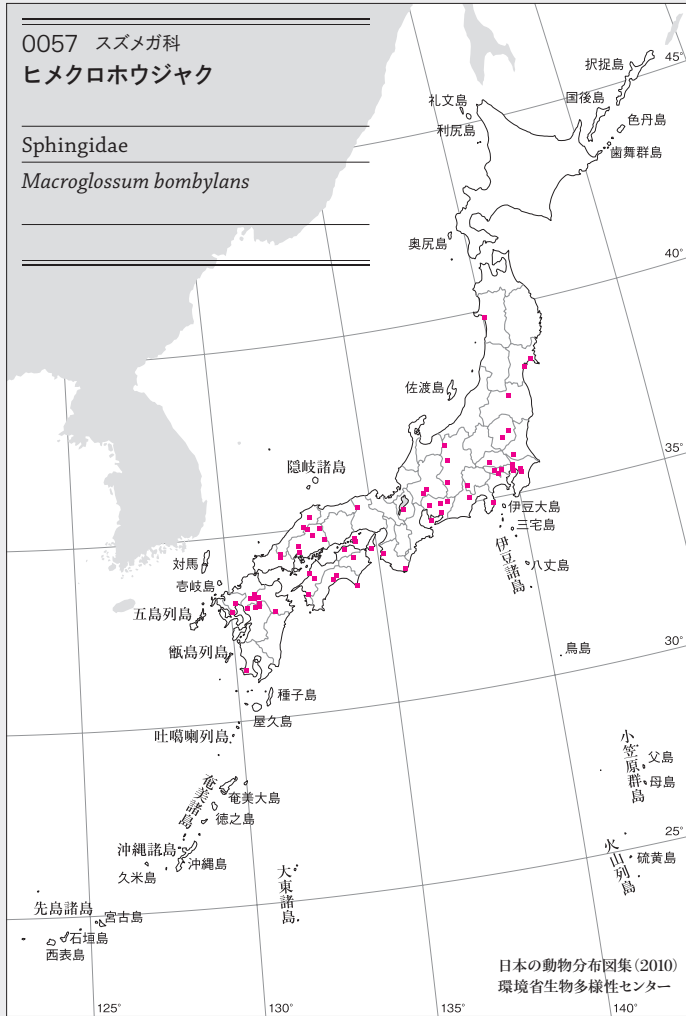 0057 スズメガ科
ヒメクロホウジャク
Sphingidae
Macroglossum bombylans
択捉島
45°
国後島
礼文島
色丹島
利尻島
歯舞群島
奥尻島
40°
佐渡島
35°
隠岐諸島
伊豆大島
三宅島
伊豆諸島
八丈島
対馬
壱岐島
五島列島
甑島列島
鳥島
30°
種子島
屋久島
吐噶喇列島
小笠原群島
父島
母島
奄美諸島
奄美大島
徳之島
25°
沖縄諸島
沖縄島
久米島
火山列島
硫黄島
大東諸島
先島諸島
宮古島
石垣島
西表島
日本の動物分布図集(2010)
環境省生物多様性センター
125°
130°
135°
140°